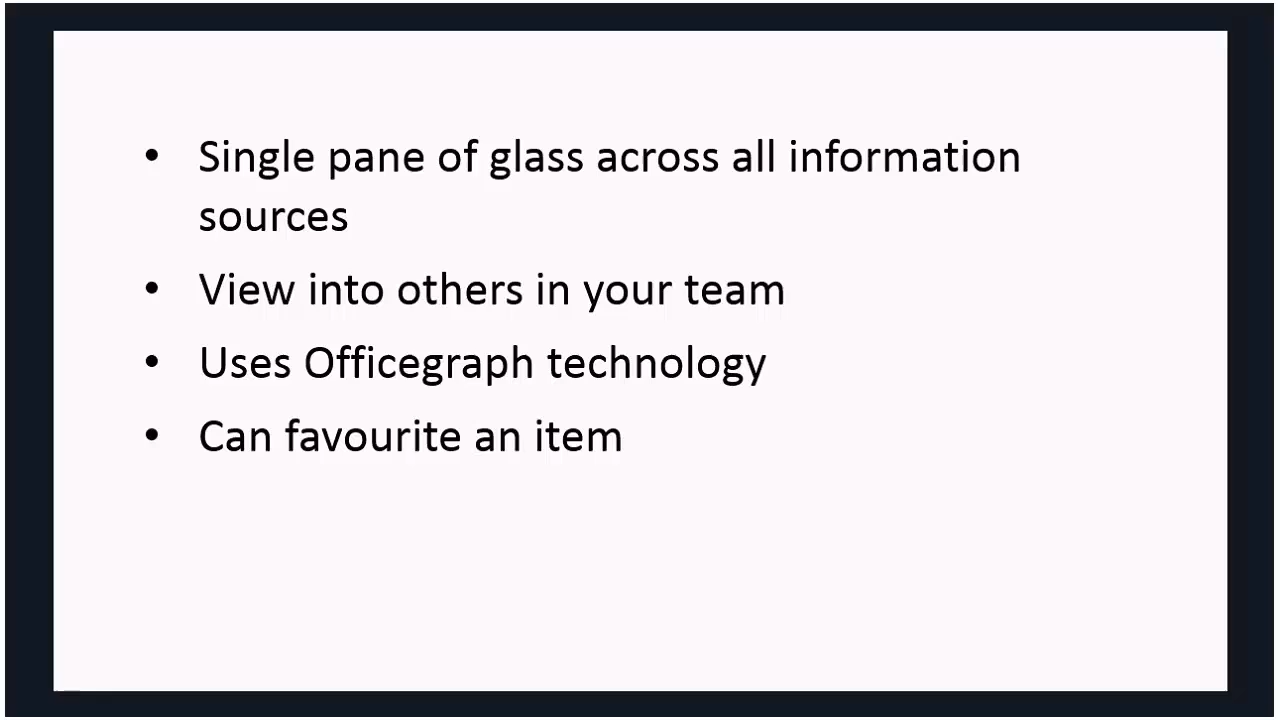 • Single pane of glass across all information
sources
• View into others in your team
• Uses Officegraph technology
• Can favourite an item